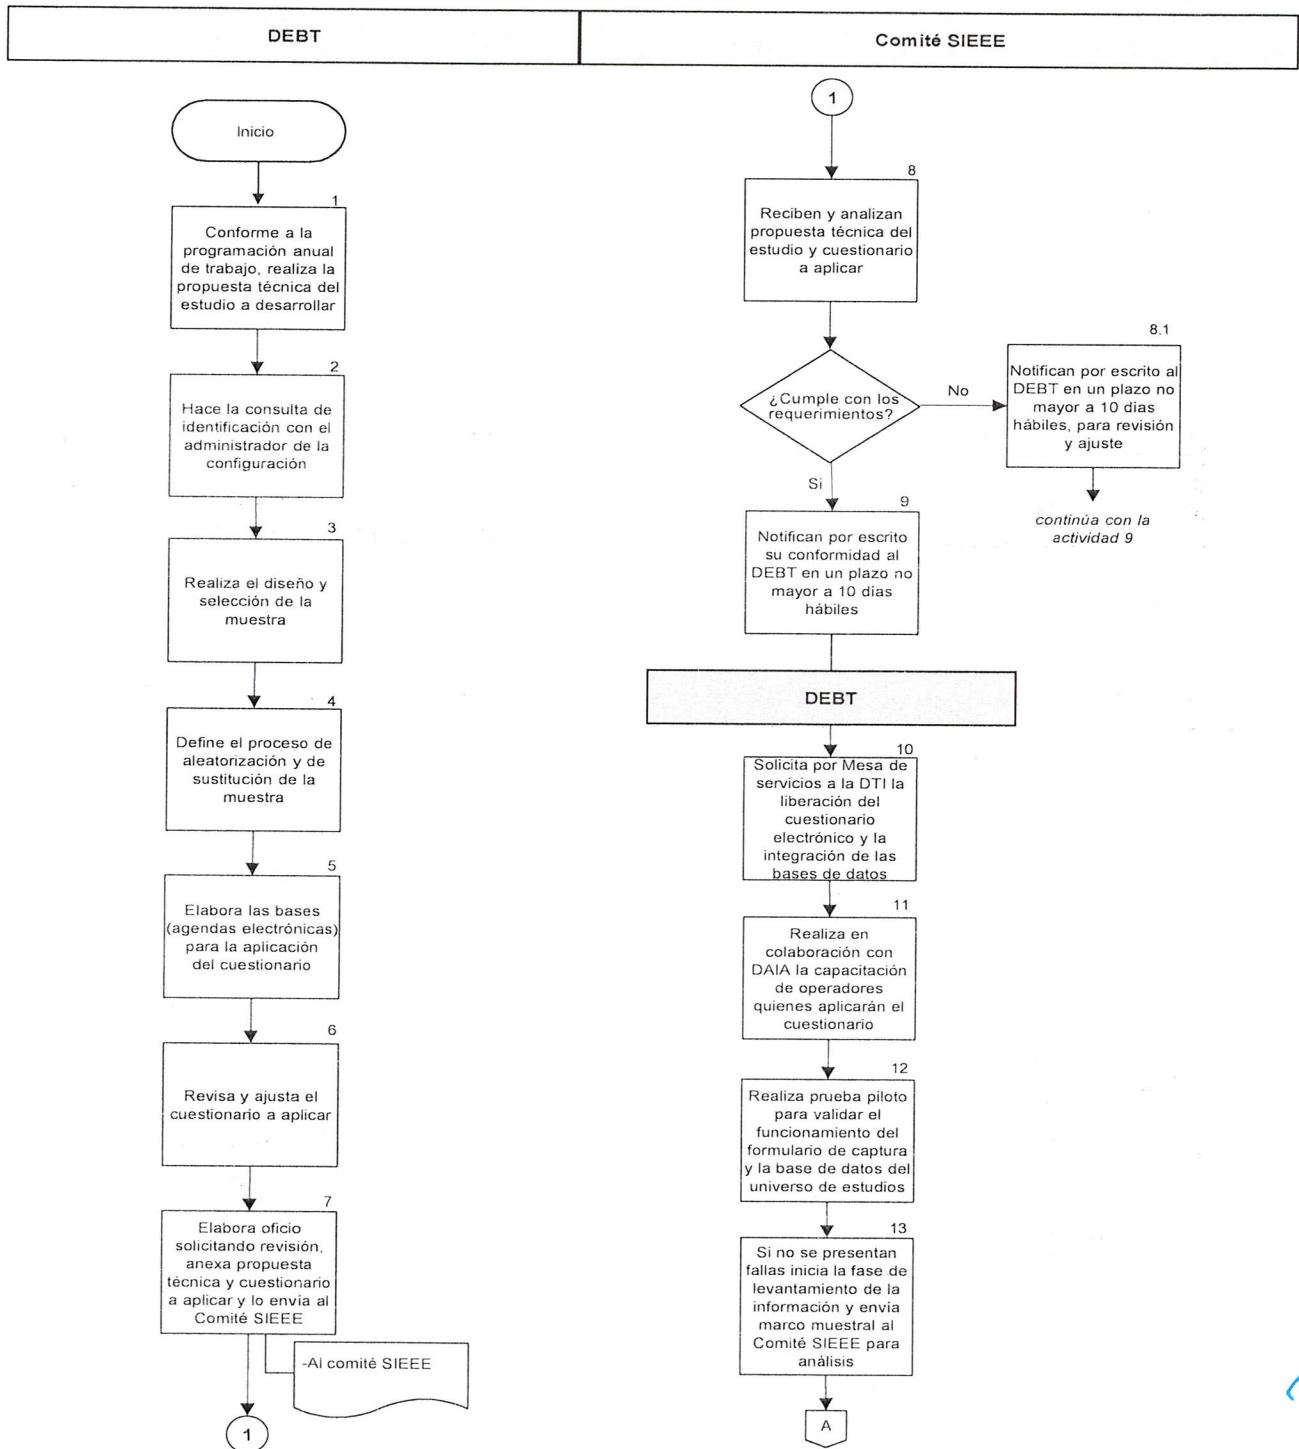 DEBT
Comité SIEEE
Inicio
1
Conforme a la
programación anual
de trabajo, realiza la
propuesta técnica del
estudio a desarrollar
2
Hace la consulta de
identificación con el
administrador de la
configuración
3
Realiza el diseño y
selección de la
muestra
4
Define el proceso de
aleatorización y de
sustitución de la
muestra
5
Elabora las bases
(agendas electrónicas)
para la aplicación
del cuestionario
6
Revisa y ajusta el
cuestionario a aplicar
7
Elabora oficio
solicitando revisión,
anexa propuesta
técnica y cuestionario
a aplicar y lo envía al
Comité SIEEE
-Al comité SIEEE
1
1
8
Reciben y analizan
propuesta técnica del
estudio y cuestionario
a aplicar
¿Cumple con los
requerimientos?
No
8.1
Notifican por escrito al
DEBT en un plazo no
mayor a 10 días
hábiles, para revisión
y ajuste
continúa con la
actividad 9
Si
9
Notifican por escrito
su conformidad al
DEBT en un plazo no
mayor a 10 días
hábiles
DEBT
10
Solicita por Mesa de
servicios a la DTI la
liberación del
cuestionario
electrónico y la
integración de las
bases de datos
11
Realiza en
colaboración con
DAIA la capacitación
de operadores
quienes aplicarán el
cuestionario
12
Realiza prueba piloto
para validar el
funcionamiento del
formulario de captura
y la base de datos del
universo de estudios
13
Si no se presentan
fallas inicia la fase de
levantamiento de la
información y envía
marco muestral al
Comité SIEEE para
análisis
A